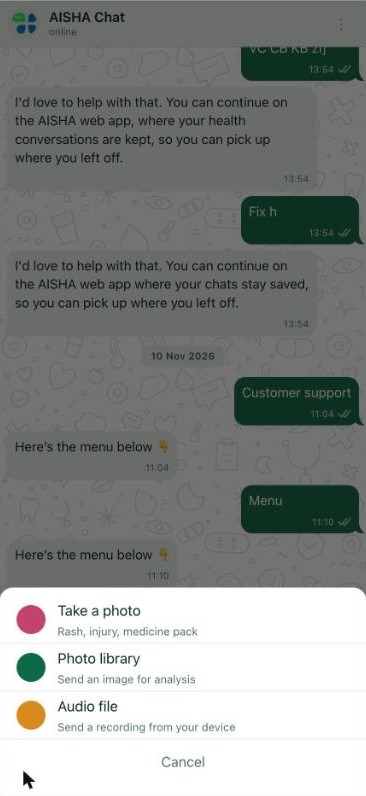 AISHA Chat
online
13:54
I'd love to help with that. You can continue on
the AISHA web app, where your health
conversations are kept, so you can pick up
where you left off.
13:54
Fix h
13:54
I'd love to help with that. You can continue on
the AISHA web app where your chats stay saved,
so you can pick up where you left off.
13:54
10 Nov 2026
Customer support
11:04
Here's the menu below 👇
11:04
Menu
11:10
Here's the menu below 👇
11:10
Take a photo
Rash, injury, medicine pack
Photo library
Send an image for analysis
Audio file
Send a recording from your device
Cancel